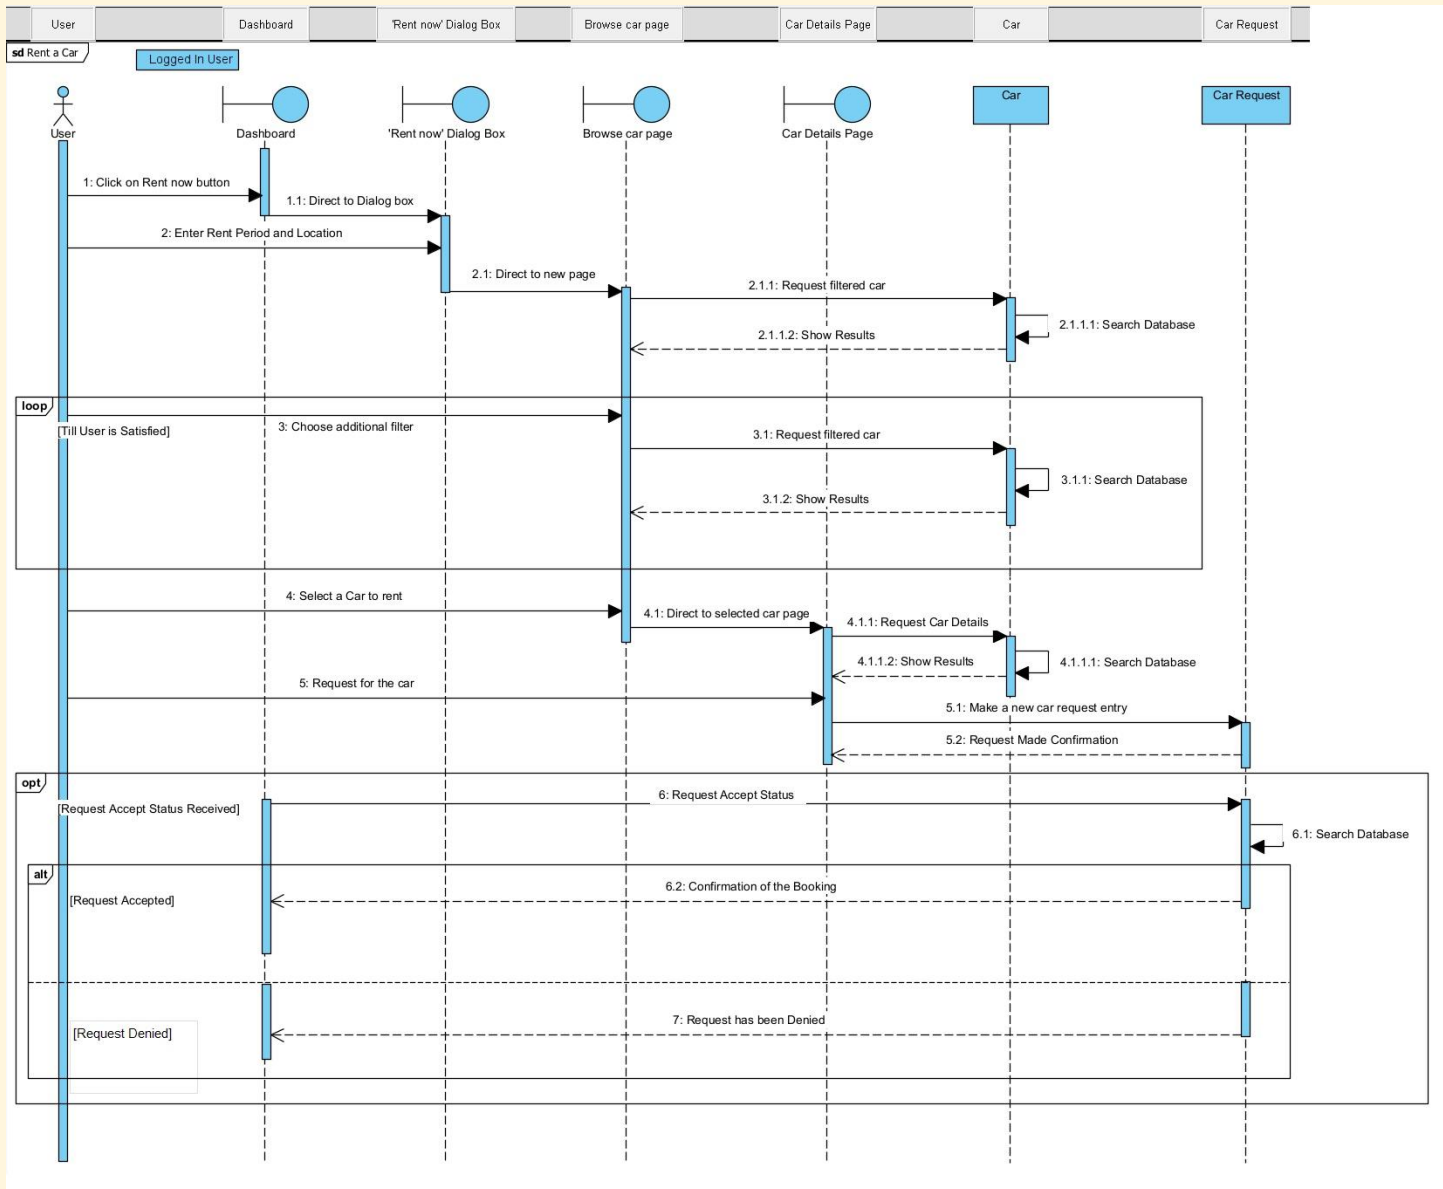 User Dashboard 'Rent now' Dialog Box Browse car page Car Details Page Car Car Request
sd Rent a Car
Logged In User
Car Car Request
User Dashboard 'Rent now' Dialog Box Browse car page Car Details Page
1: Click on Rent now button
1.1: Direct to Dialog box
2: Enter Rent Period and Location
2.1: Direct to new page
2.1.1: Request filtered car
2.1.1.1: Search Database
2.1.1.2: Show Results
loop
[Till User is Satisfied]
3: Choose additional filter
3.1: Request filtered car
3.1.1: Search Database
3.1.2: Show Results
4: Select a Car to rent
4.1: Direct to selected car page
4.1.1: Request Car Details
4.1.1.1: Search Database
4.1.1.2: Show Results
5: Request for the car
5.1: Make a new car request entry
5.2: Request Made Confirmation
opt
[Request Accept Status Received]
6: Request Accept Status
6.1: Search Database
alt
6.2: Confirmation of the Booking
[Request Accepted]
7: Request has been Denied
[Request Denied]